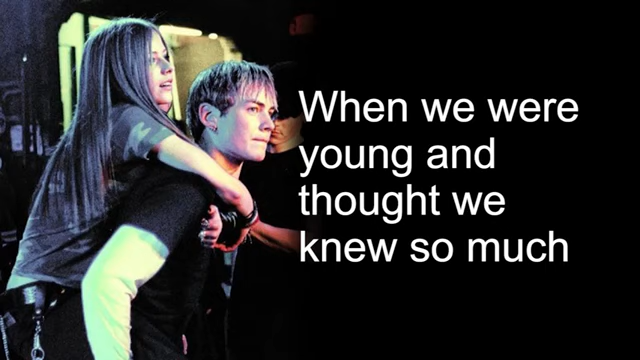 When we were
young and
thought we
knew so much